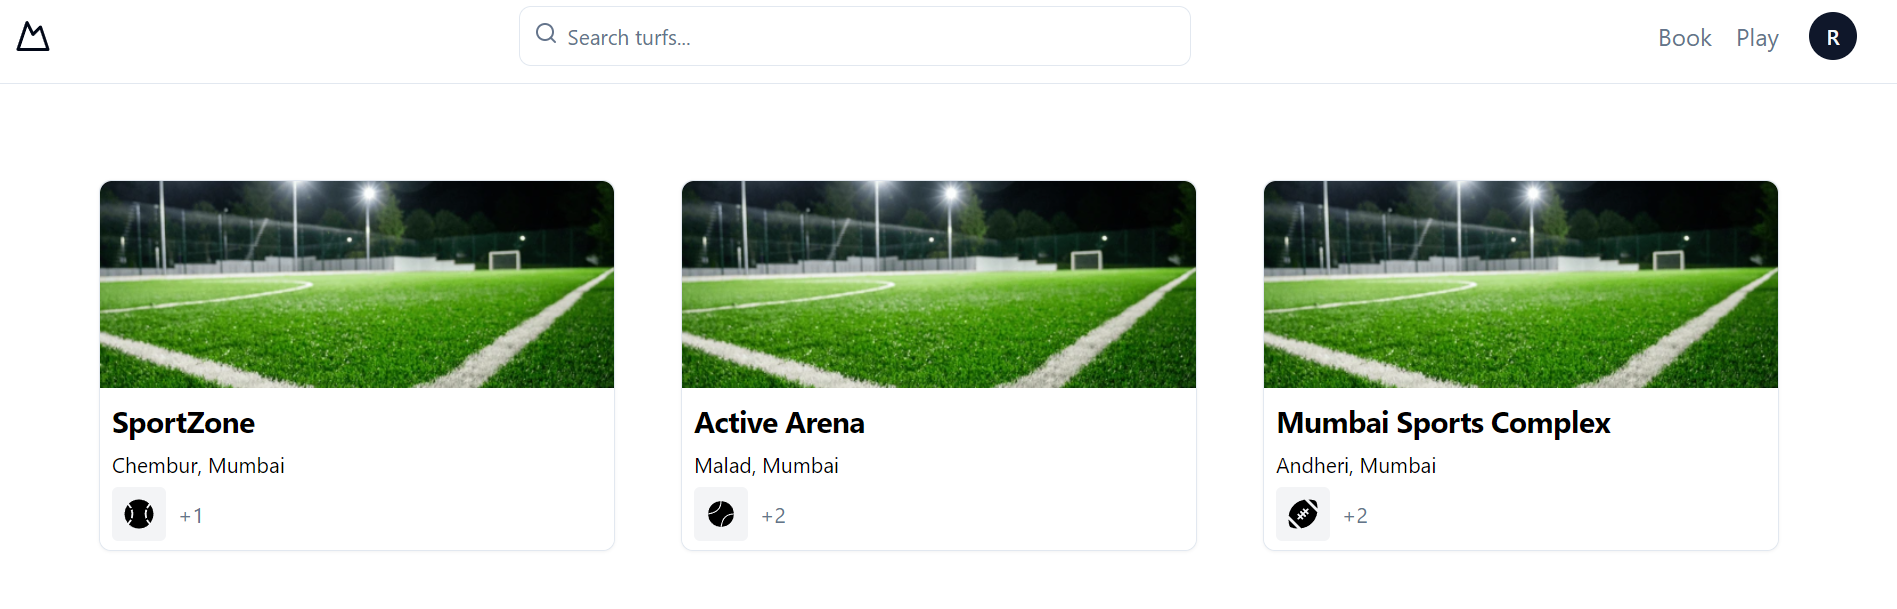 Search turfs...
Book
Play
R
SportZone
Chembur, Mumbai
+1
Active Arena
Malad, Mumbai
+2
Mumbai Sports Complex
Andheri, Mumbai
+2